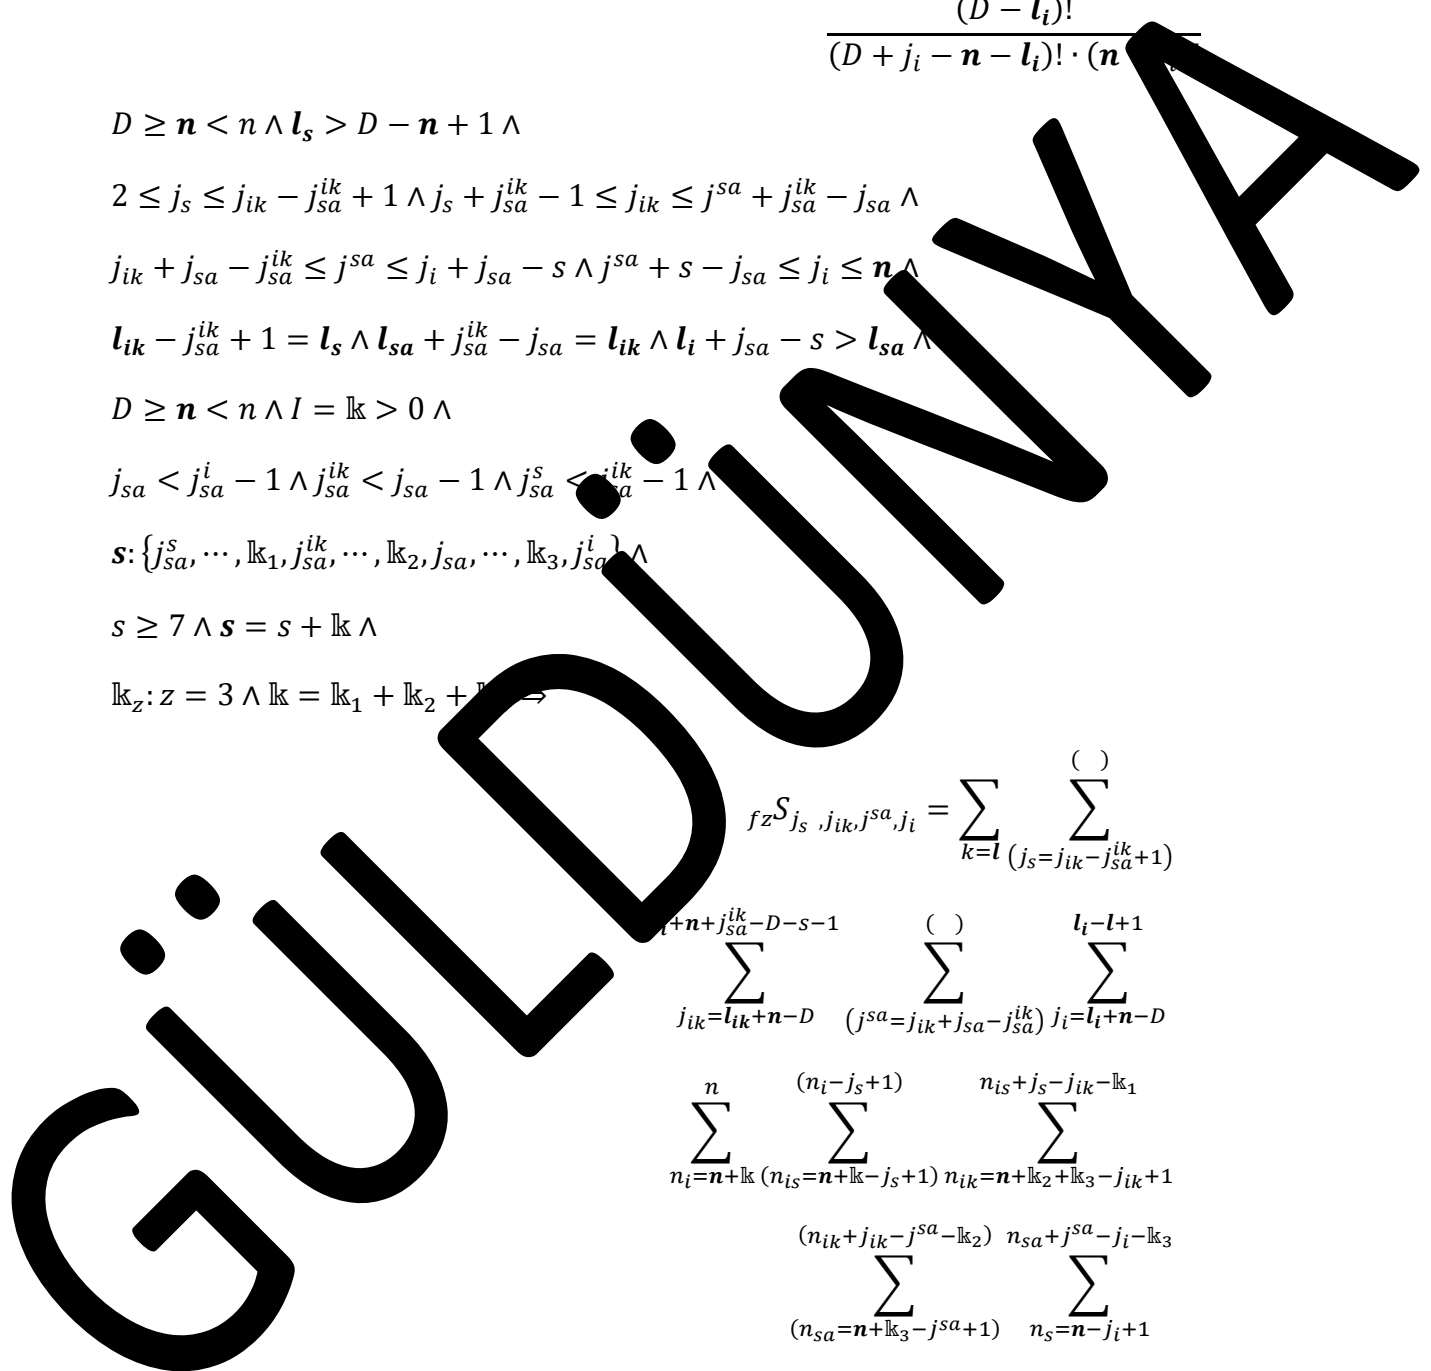 (D − l_i)!
(D + j_i − n − l_i)! · (n
D ≥ n < n ∧ l_s > D − n + 1 ∧
2 ≤ j_s ≤ j_ik − j_sa^ik + 1 ∧ j_s + j_sa^ik − 1 ≤ j_ik ≤ j^sa + j_sa^ik − j_sa ∧
j_ik + j_sa − j_sa^ik ≤ j^sa ≤ j_i + j_sa − s ∧ j^sa + s − j_sa ≤ j_i ≤ n ∧
l_ik − j_sa^ik + 1 = l_s ∧ l_sa + j_sa^ik − j_sa = l_ik ∧ l_i + j_sa − s > l_sa ∧
D ≥ n < n ∧ I = 𝕜 > 0 ∧
j_sa < j_sa^i − 1 ∧ j_sa^ik < j_sa − 1 ∧ j_sa^s < j_sa^ik − 1 ∧
s: {j_sa^s, ⋯ , 𝕜_1, j_sa^ik, ⋯ , 𝕜_2, j_sa, ⋯ , 𝕜_3, j_sa^i} ∧
s ≥ 7 ∧ s = s + 𝕜 ∧
𝕜_z: z = 3 ∧ 𝕜 = 𝕜_1 + 𝕜_2 + ⇒
( )
_fz S_{j_s ,j_ik,j^sa,j_i} = ∑ ∑
k=l (j_s=j_ik−j_sa^ik+1)
+n+j_sa^ik−D−s−1 ( ) l_i−l+1
∑ ∑ ∑
j_ik=l_ik+n−D (j^sa=j_ik+j_sa−j_sa^ik) j_i=l_i+n−D
n (n_i−j_s+1) n_is+j_s−j_ik−𝕜_1
∑ ∑ ∑
n_i=n+𝕜 (n_is=n+𝕜−j_s+1) n_ik=n+𝕜_2+𝕜_3−j_ik+1
(n_ik+j_ik−j^sa−𝕜_2) n_sa+j^sa−j_i−𝕜_3
∑ ∑
(n_sa=n+𝕜_3−j^sa+1) n_s=n−j_i+1
GÜLDÜNYA